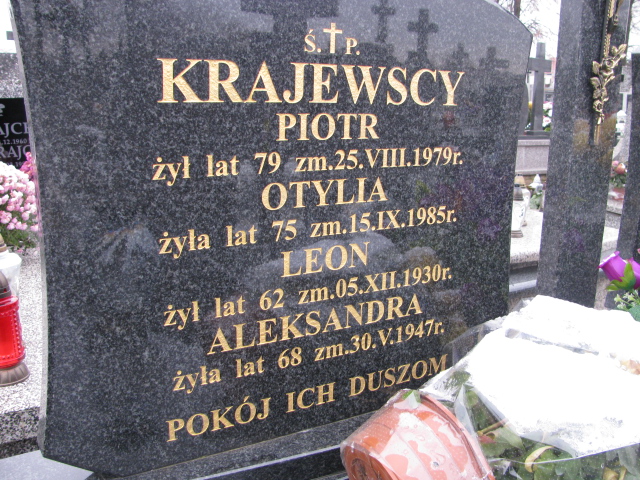 Ś.†P.
KRAJEWSCY
PIOTR
żył lat 79 zm.25.VIII.1979r.
OTYLIA
żyła lat 75 zm.15.IX.1985r.
LEON
żył lat 62 zm.05.XII.1930r.
ALEKSANDRA
żyła lat 68 zm.30.V.1947r.
POKÓJ ICH DUSZOM